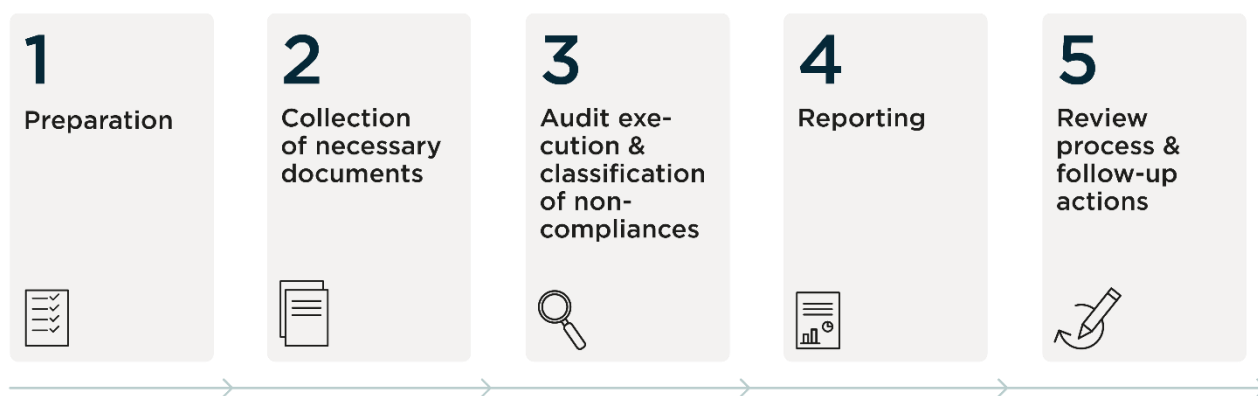 1
Preparation
2
Collection
of necessary
documents
3
Audit exe-
cution &
classification
of non-
compliances
4
Reporting
5
Review
process &
follow-up
actions